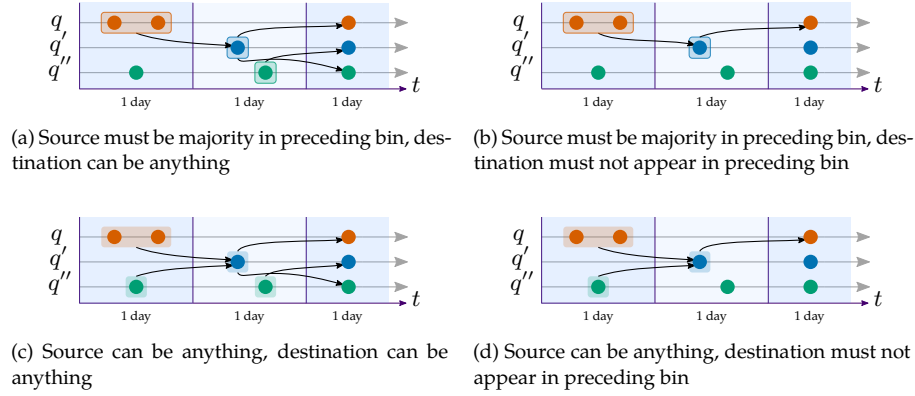 q
q′
q′′
t
1 day
1 day
1 day
(a) Source must be majority in preceding bin, des-
tination can be anything
q
q′
q′′
t
1 day
1 day
1 day
(b) Source must be majority in preceding bin, des-
tination must not appear in preceding bin
q
q′
q′′
t
1 day
1 day
1 day
(c) Source can be anything, destination can be
anything
q
q′
q′′
t
1 day
1 day
1 day
(d) Source can be anything, destination must not
appear in preceding bin